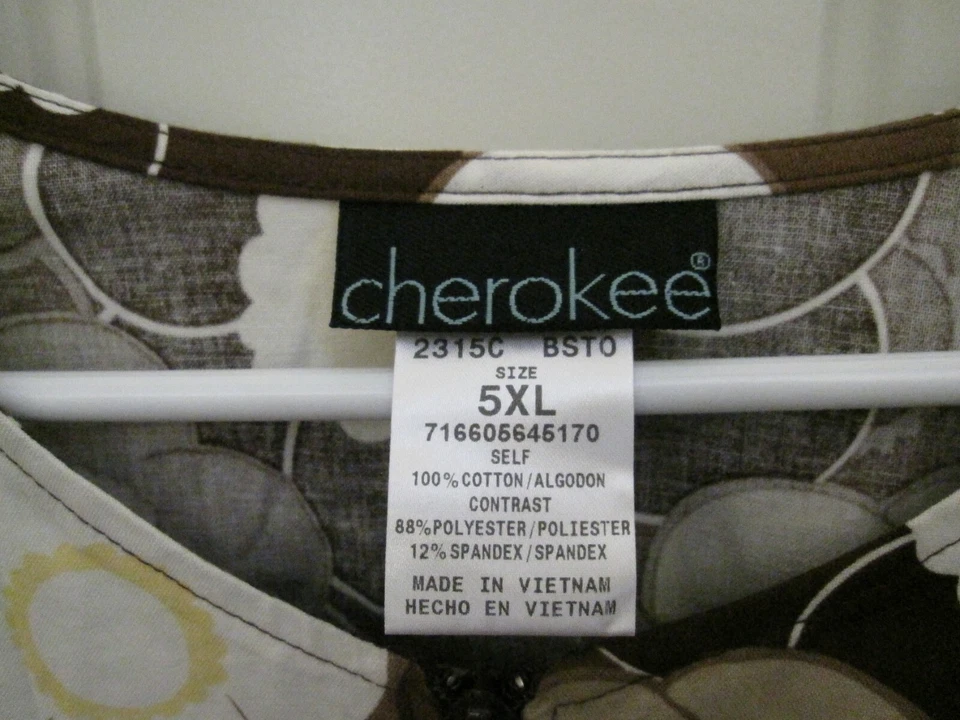 cherokee®
2315C BSTO
SIZE
5XL
716605645170
SELF
100% COTTON/ALGODON
CONTRAST
88%POLYESTER/POLIESTER
12% SPANDEX/SPANDEX
MADE IN VIETNAM
HECHO EN VIETNAM